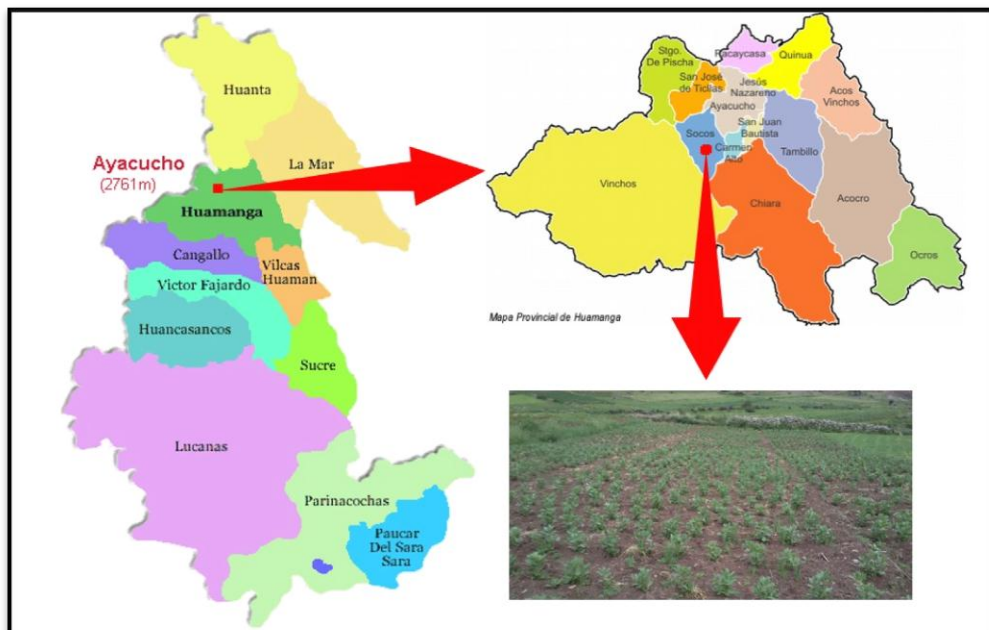 Huanta
La Mar
Ayacucho
(2761m)
Huamanga
Cangallo
Vilcas
Huaman
Victor Fajardo
Huancasancos
Sucre
Lucanas
Parinacochas
Paucar
Del Sara
Sara
Stgo.
De Pischa
Pacaycasa
Quinua
San José
de Ticllas
Jesús
Nazareno
Acos
Vinchos
Ayacucho
Socos
San Juan
Bautista
Carmen
Alto
Tambillo
Vinchos
Chiara
Acocro
Ocros
Mapa Provincial de Huamanga